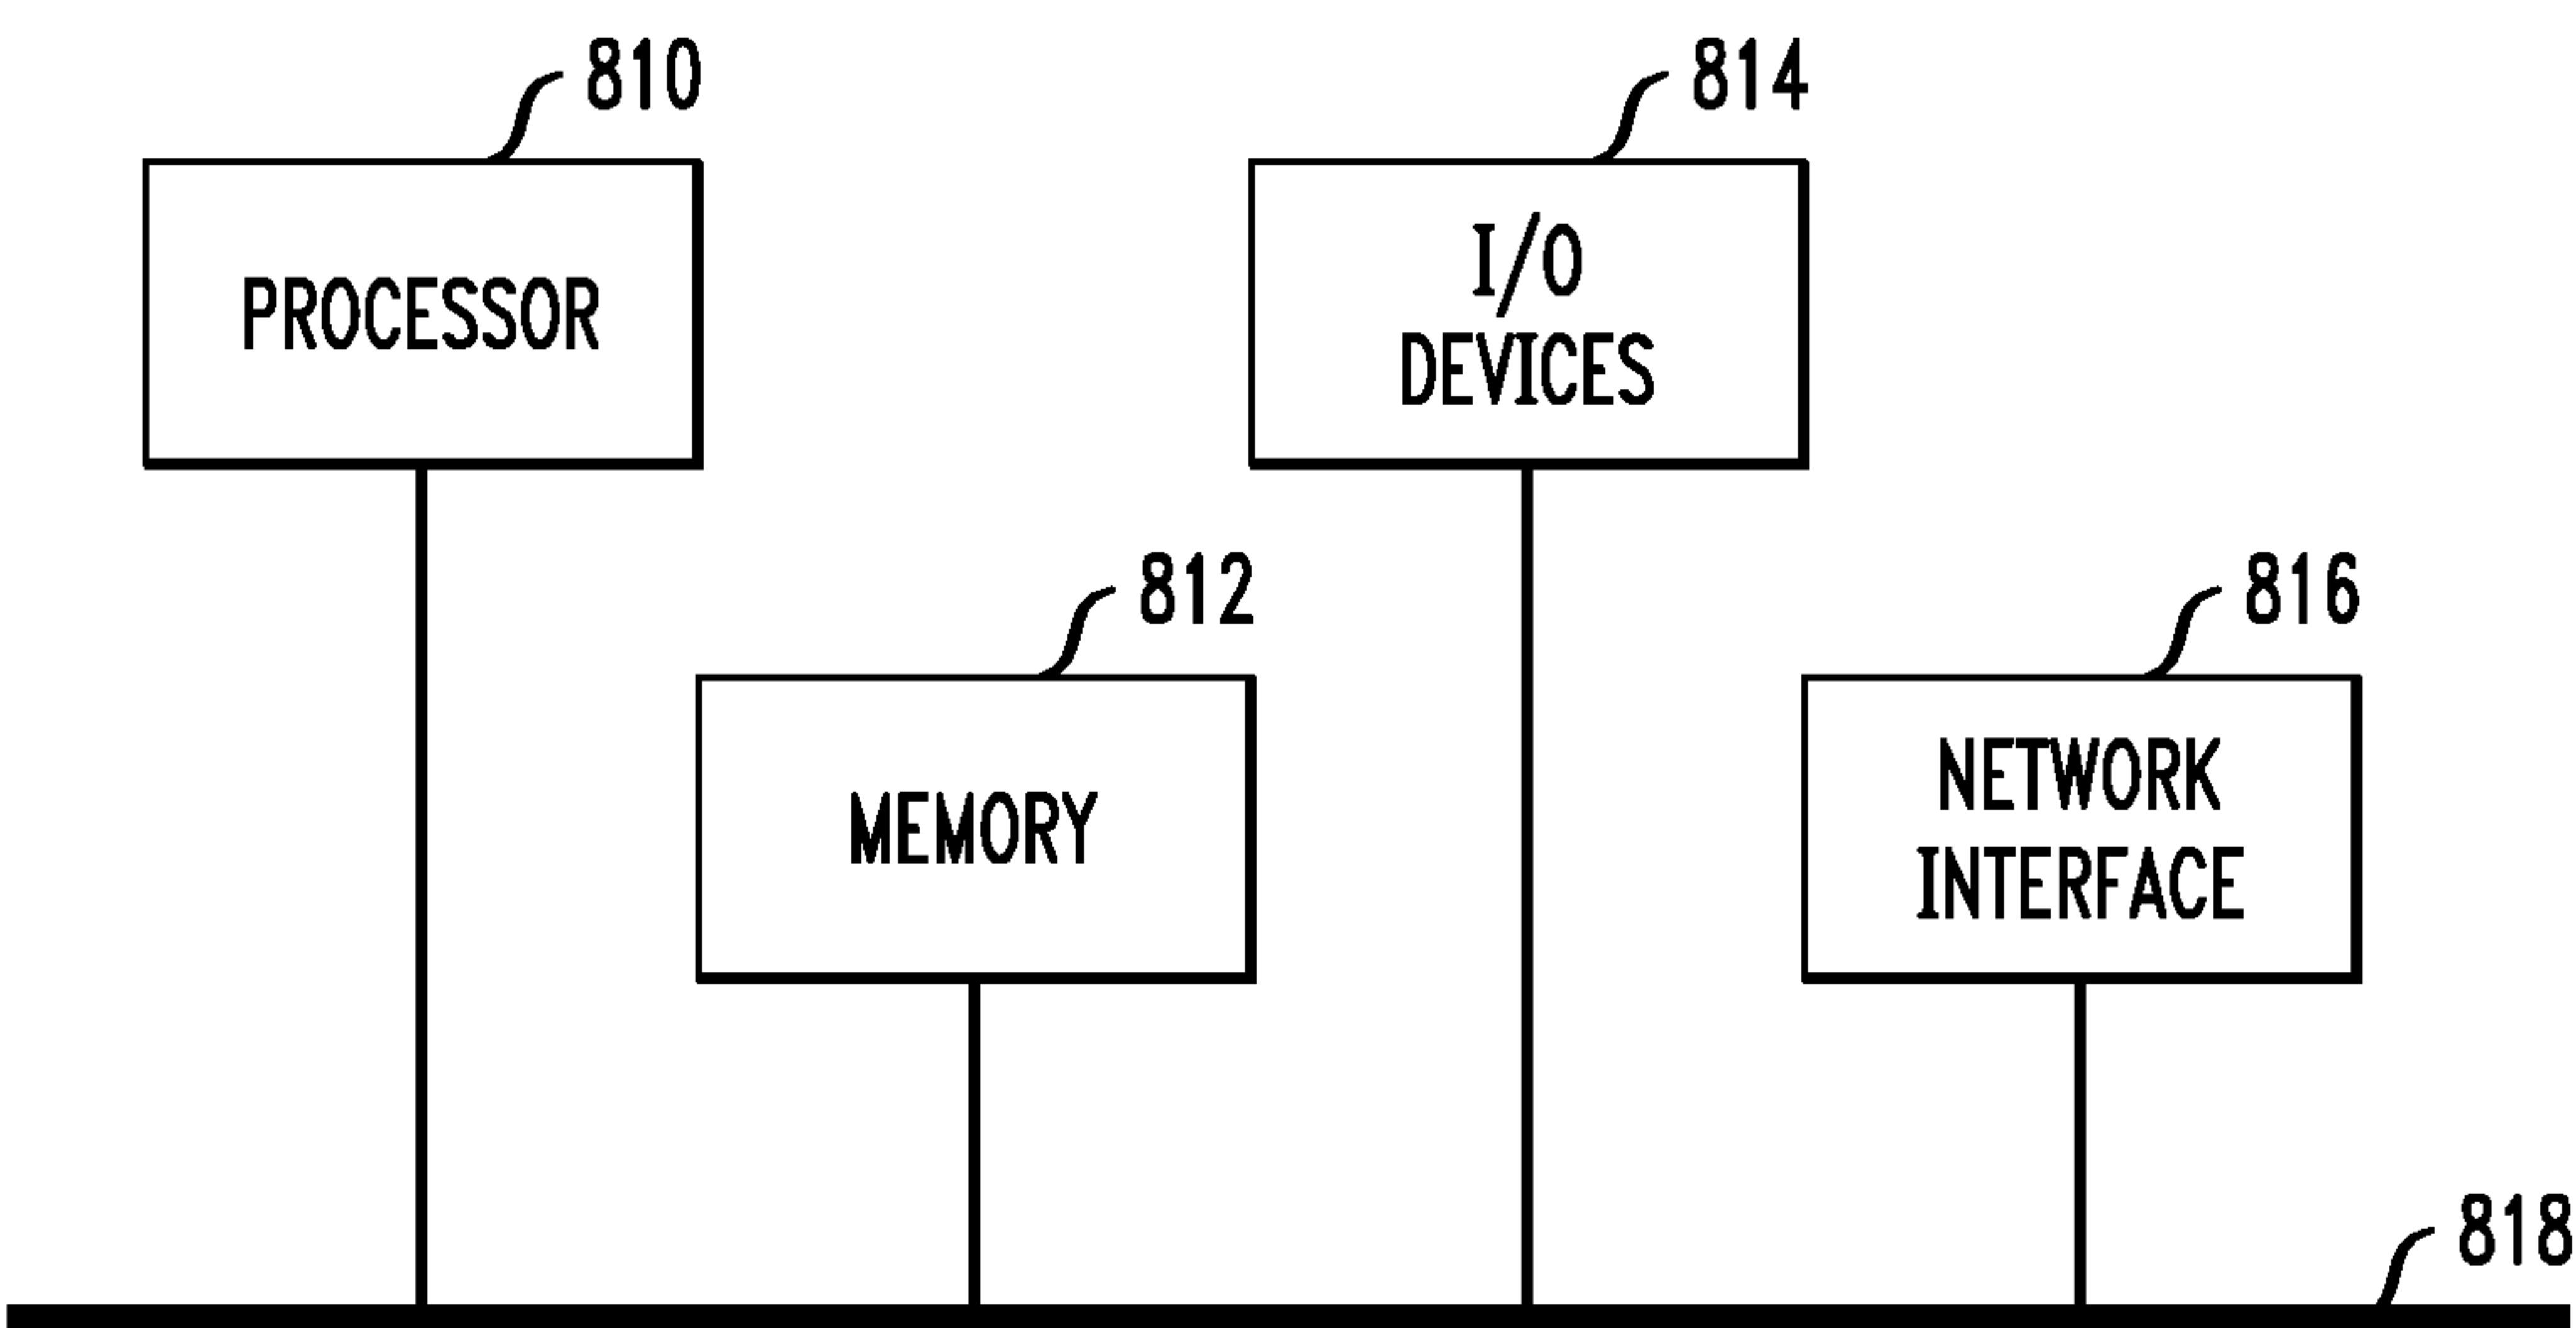 810
PROCESSOR
814
I/O
DEVICES
812
MEMORY
816
NETWORK
INTERFACE
818